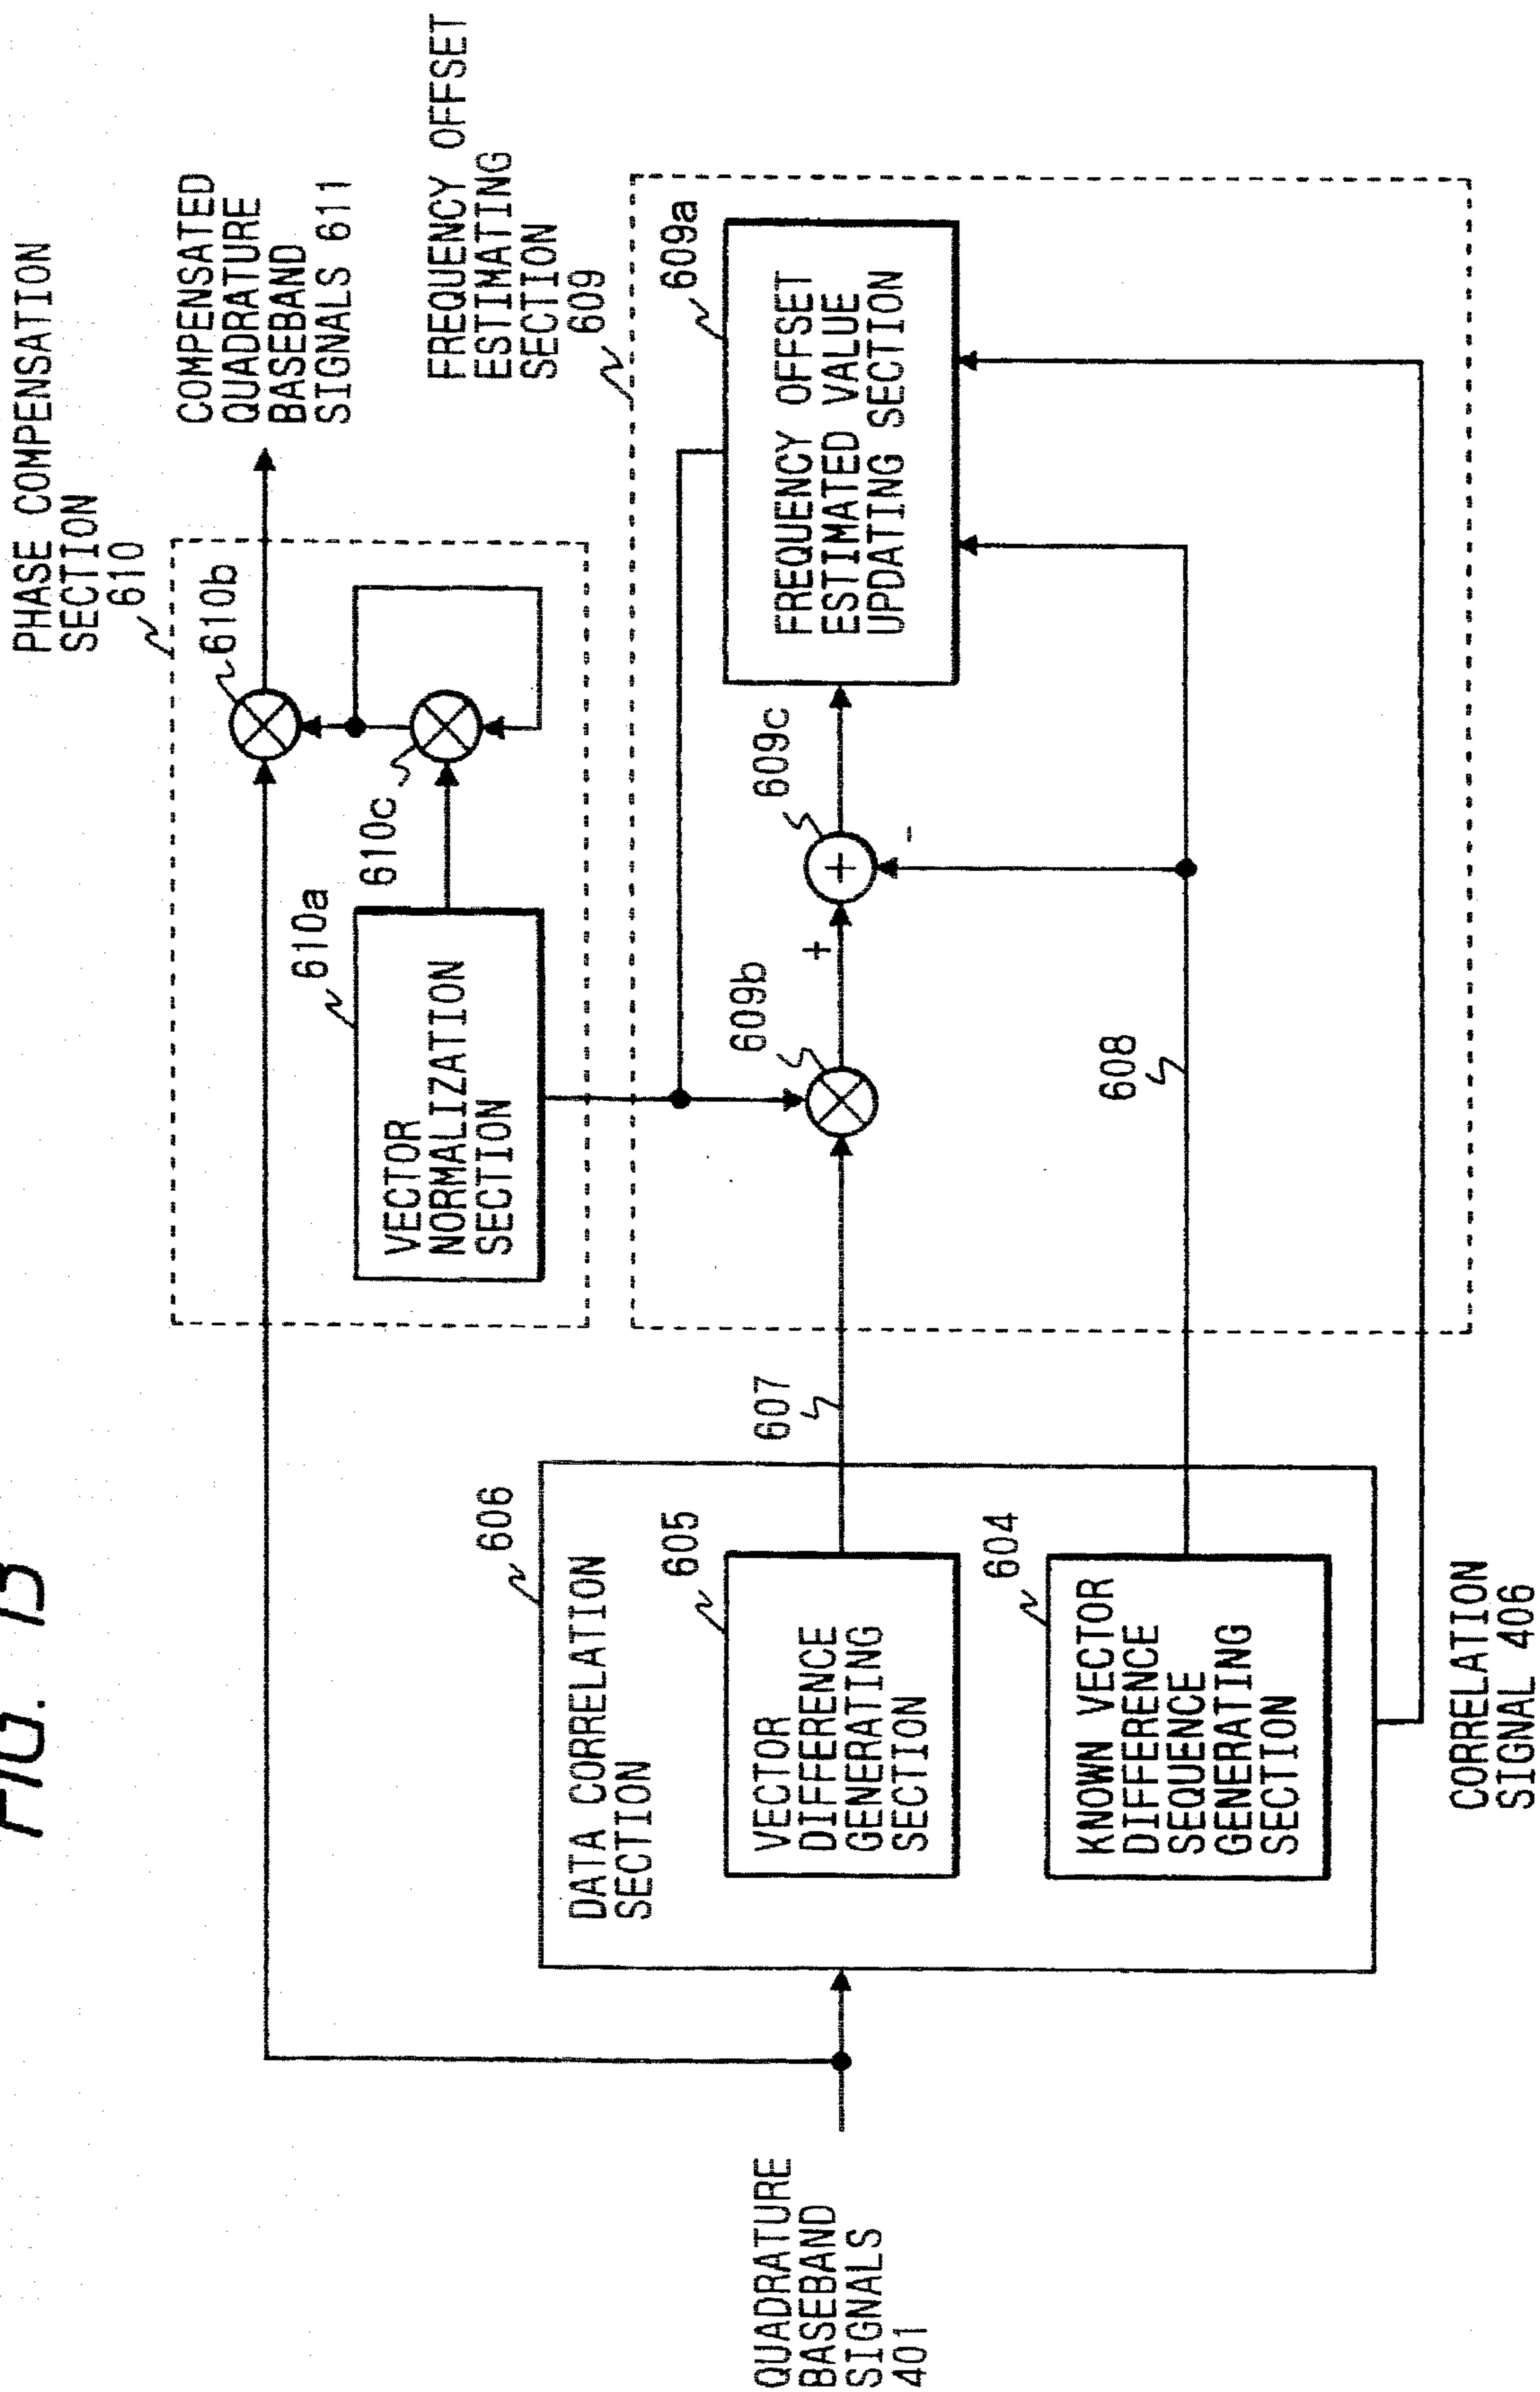 FIG. 13
PHASE COMPENSATION
SECTION
610
COMPENSATED
QUADRATURE
BASEBAND
SIGNALS 611
610b
610c
610a
VECTOR
NORMALIZATION
SECTION
FREQUENCY OFFSET
ESTIMATING
SECTION
609
609a
FREQUENCY OFFSET
ESTIMATED VALUE
UPDATING SECTION
609b
+
609c
+
-
607
608
606
DATA CORRELATION
SECTION
605
VECTOR
DIFFERENCE
GENERATING
SECTION
604
KNOWN VECTOR
DIFFERENCE
SEQUENCE
GENERATING
SECTION
QUADRATURE
BASEBAND
SIGNALS
401
CORRELATION
SIGNAL 406